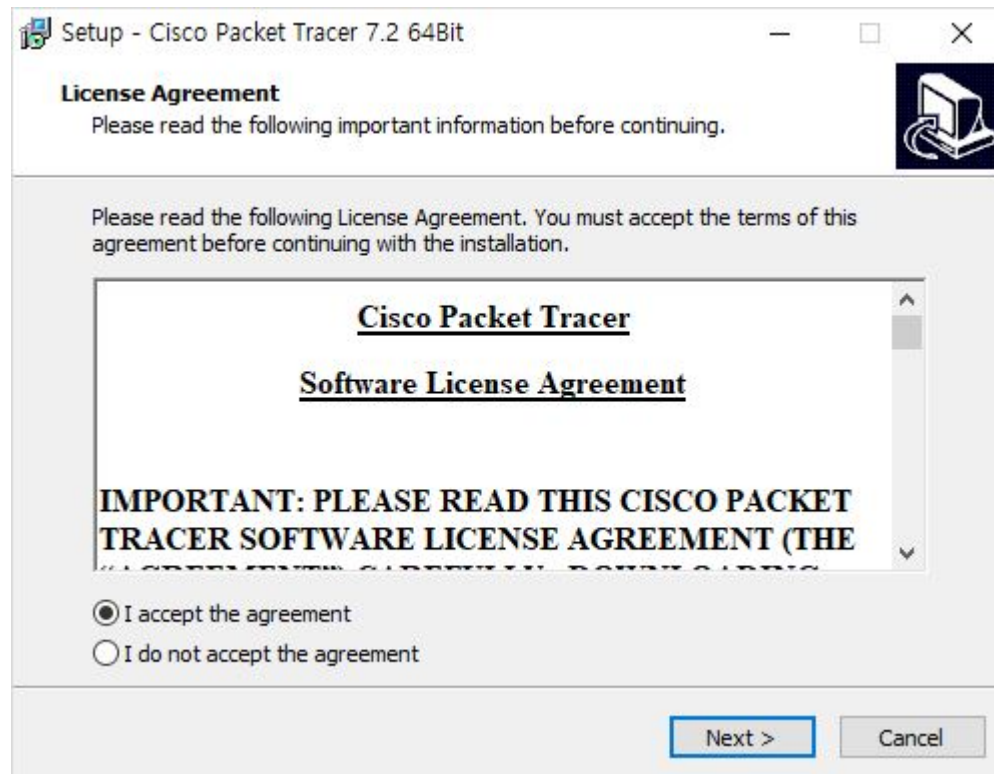 Setup - Cisco Packet Tracer 7.2 64Bit
License Agreement
Please read the following important information before continuing.
Please read the following License Agreement. You must accept the terms of this
agreement before continuing with the installation.
Cisco Packet Tracer
Software License Agreement
IMPORTANT: PLEASE READ THIS CISCO PACKET
TRACER SOFTWARE LICENSE AGREEMENT (THE
“AGREEMENT”) CAREFULLY. DOWNLOADING
I accept the agreement
I do not accept the agreement
Next >
Cancel